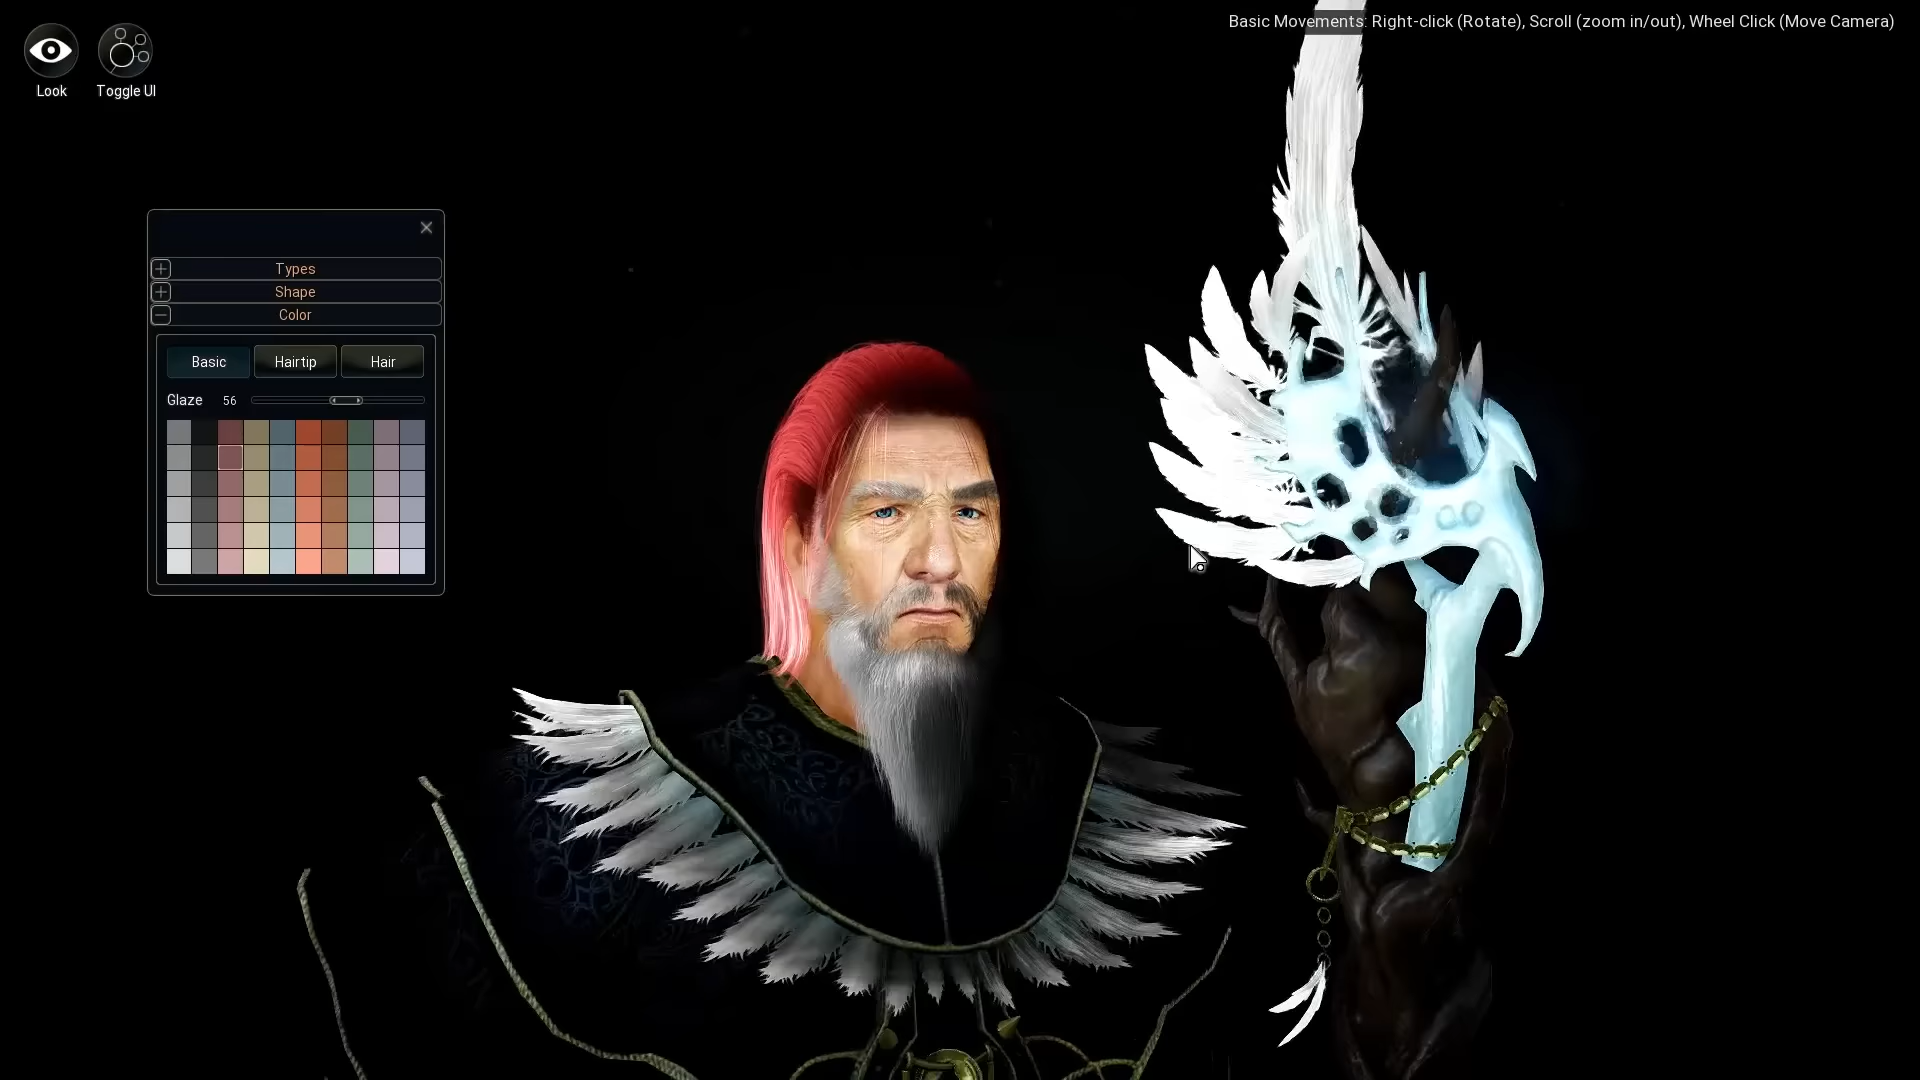 Basic Movements: Right-click (Rotate), Scroll (zoom in/out), Wheel Click (Move Camera)
Look
Toggle UI
Types
Shape
Color
Basic
Hairtip
Hair
Glaze 56